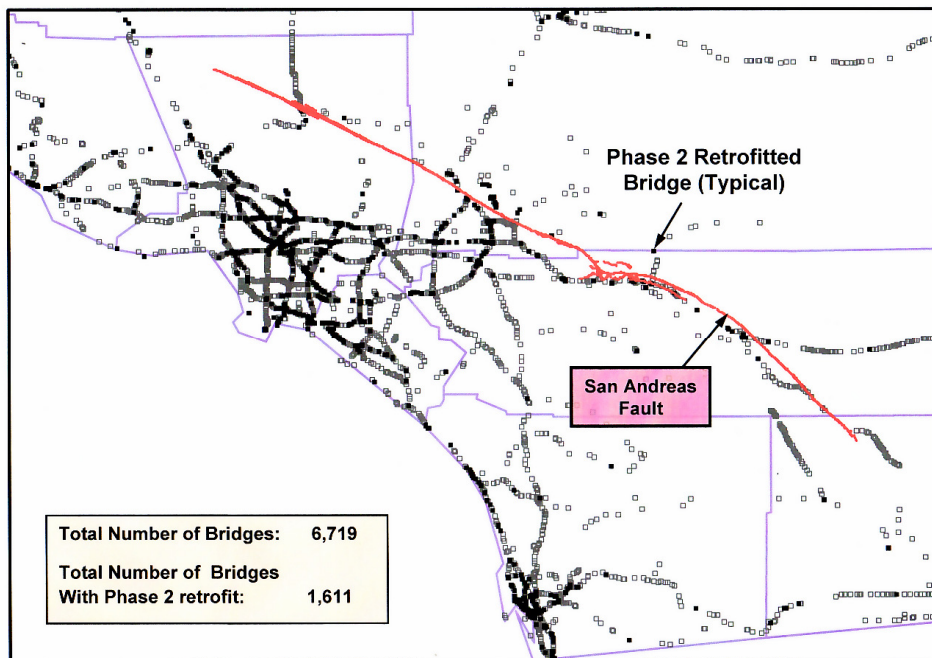 Phase 2 Retrofitted
Bridge (Typical)
San Andreas
Fault
Total Number of Bridges: 6,719
Total Number of Bridges
With Phase 2 retrofit: 1,611